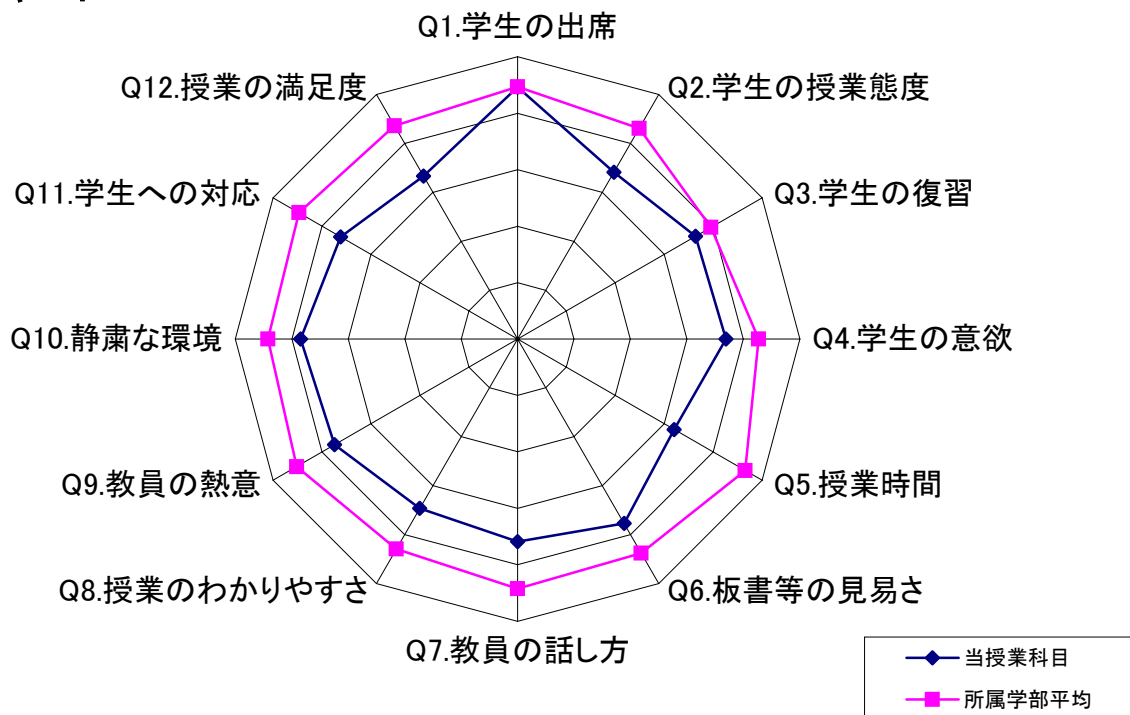 Q1.学生の出席
Q2.学生の授業態度
Q3.学生の復習
Q4.学生の意欲
Q5.授業時間
Q6.板書等の見易さ
Q7.教員の話し方
Q8.授業のわかりやすさ
Q9.教員の熱意
Q10.静粛な環境
Q11.学生への対応
Q12.授業の満足度
当授業科目
所属学部平均